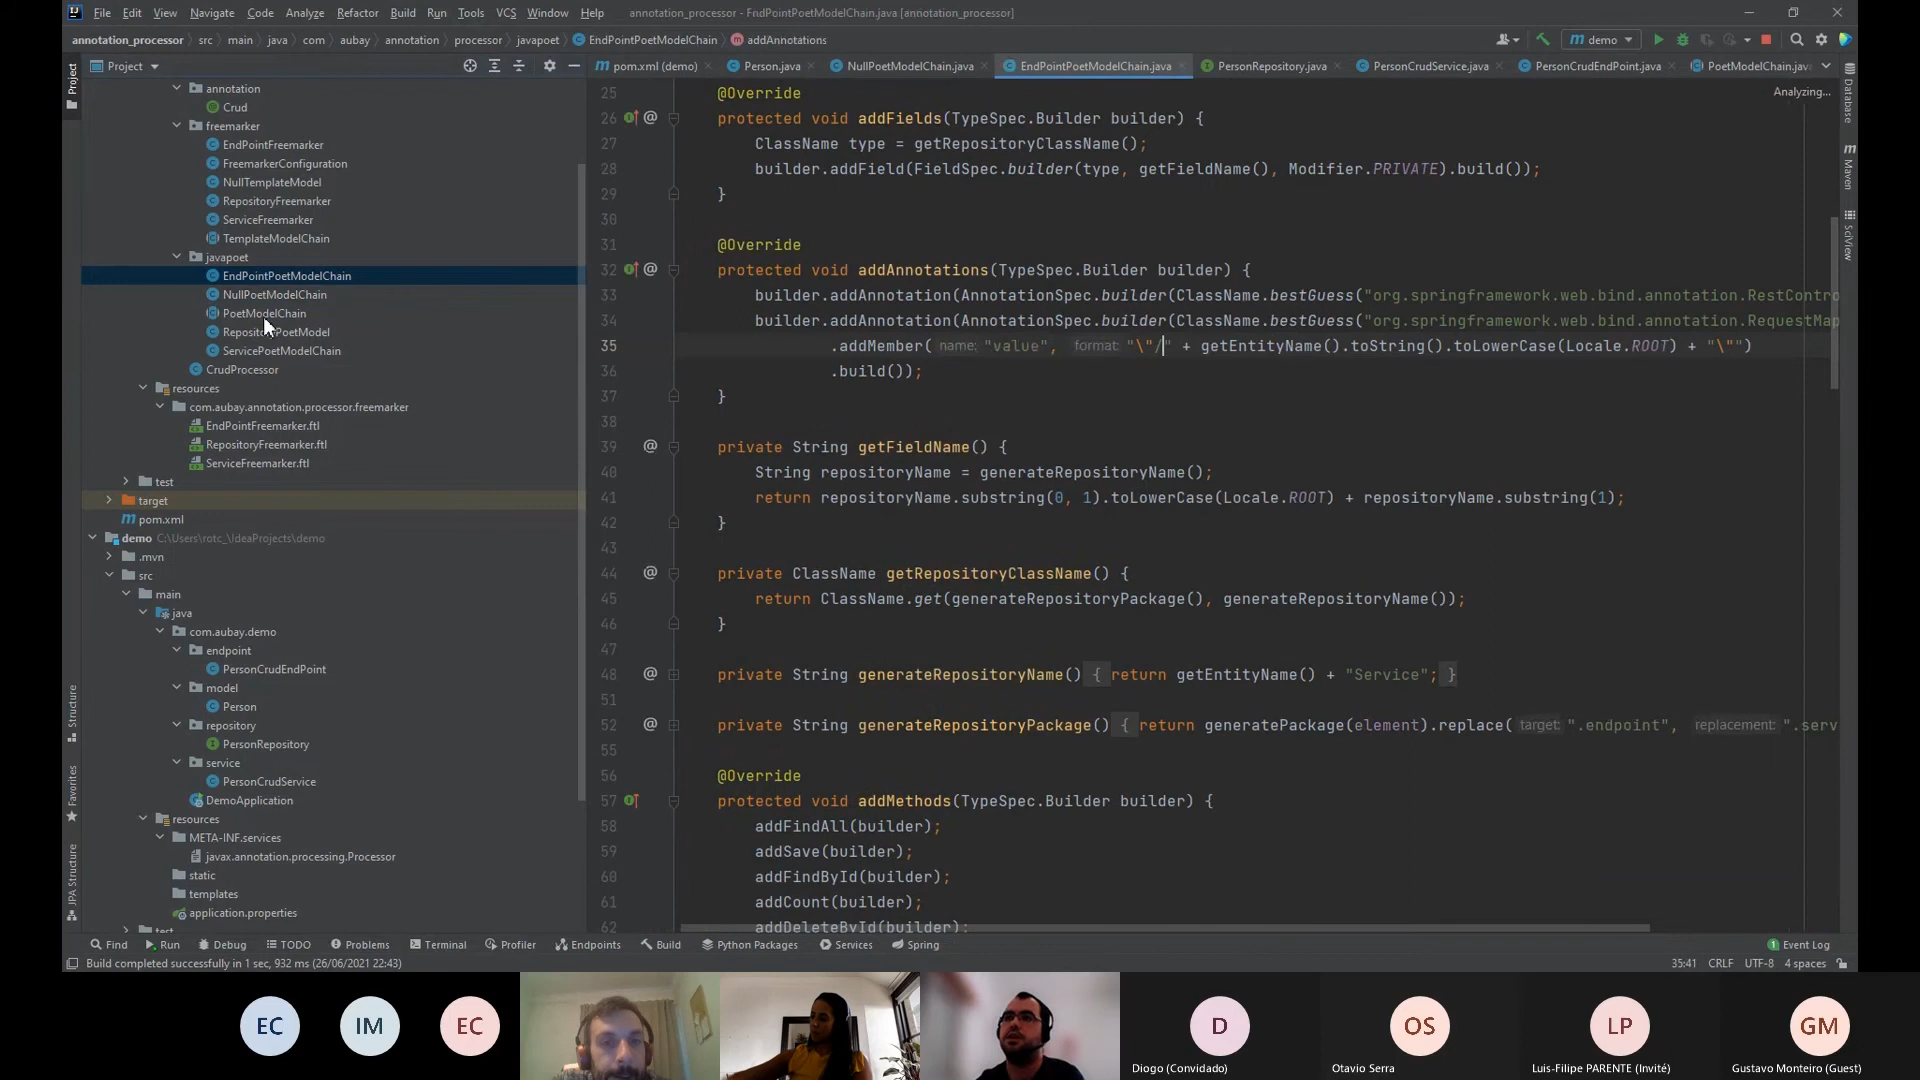 File Edit View Navigate Code Analyze Refactor Build Run Tools VCS Window Help annotation_processor - EndPointPoetModelChain.java [annotation_processor]
annotation_processor src main java com aubay annotation processor javapoet EndPointPoetModelChain addAnnotations demo
Project pom.xml (demo) Person.java NullPoetModelChain.java EndPointPoetModelChain.java PersonRepository.java PersonCrudService.java PersonCrudEndPoint.java PoetModelChain.java
Project
Structure
Favorites
JPA Structure
annotation
Crud
freemarker
EndPointFreemarker
FreemarkerConfiguration
NullTemplateModel
RepositoryFreemarker
ServiceFreemarker
TemplateModelChain
javapoet
EndPointPoetModelChain
NullPoetModelChain
PoetModelChain
RepositoryPoetModel
ServicePoetModelChain
CrudProcessor
resources
com.aubay.annotation.processor.freemarker
EndPointFreemarker.ftl
RepositoryFreemarker.ftl
ServiceFreemarker.ftl
test
target
pom.xml
demo C:\Users\rotc_\IdeaProjects\demo
.mvn
src
main
java
com.aubay.demo
endpoint
PersonCrudEndPoint
model
Person
repository
PersonRepository
service
PersonCrudService
DemoApplication
resources
META-INF.services
javax.annotation.processing.Processor
static
templates
application.properties
test
Analyzing...
25 @Override
26 protected void addFields(TypeSpec.Builder builder) {
27 ClassName type = getRepositoryClassName();
28 builder.addField(FieldSpec.builder(type, getFieldName(), Modifier.PRIVATE).build());
29 }
30
31 @Override
32 protected void addAnnotations(TypeSpec.Builder builder) {
33 builder.addAnnotation(AnnotationSpec.builder(ClassName.bestGuess("org.springframework.web.bind.annotation.RestContro
34 builder.addAnnotation(AnnotationSpec.builder(ClassName.bestGuess("org.springframework.web.bind.annotation.RequestMap
35 .addMember( name: "value", format: "\"/" + getEntityName().toString().toLowerCase(Locale.ROOT) + "\"")
36 .build());
37 }
38
39 private String getFieldName() {
40 String repositoryName = generateRepositoryName();
41 return repositoryName.substring(0, 1).toLowerCase(Locale.ROOT) + repositoryName.substring(1);
42 }
43
44 private ClassName getRepositoryClassName() {
45 return ClassName.get(generateRepositoryPackage(), generateRepositoryName());
46 }
47
48 private String generateRepositoryName() { return getEntityName() + "Service"; }
51
52 private String generateRepositoryPackage() { return generatePackage(element).replace( target: ".endpoint", replacement: ".serv
55
56 @Override
57 protected void addMethods(TypeSpec.Builder builder) {
58 addFindAll(builder);
59 addSave(builder);
60 addFindById(builder);
61 addCount(builder);
62 addDeleteById(builder);
Database
Maven
SciView
Find Run Debug TODO Problems Terminal Profiler Endpoints Build Python Packages Services Spring 1 Event Log
Build completed successfully in 1 sec, 932 ms (26/06/2021 22:43) 35:41 CRLF UTF-8 4 spaces
EC IM EC D OS LP GM
Diogo (Convidado) Otavio Serra Luis-Filipe PARENTE (Invité) Gustavo Monteiro (Guest)